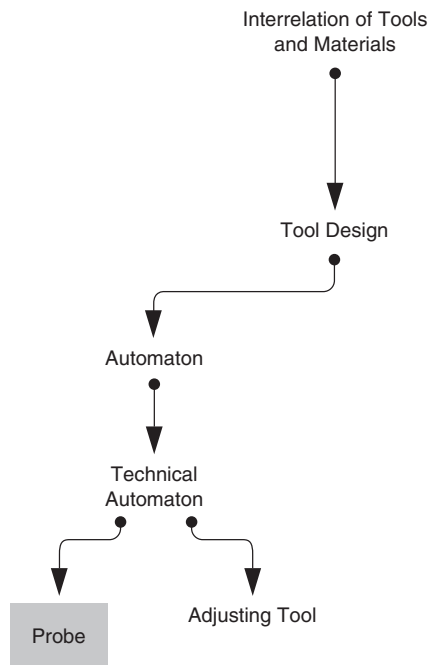 Interrelation of Tools
and Materials
Tool Design
Automaton
Technical
Automaton
Adjusting Tool
Probe